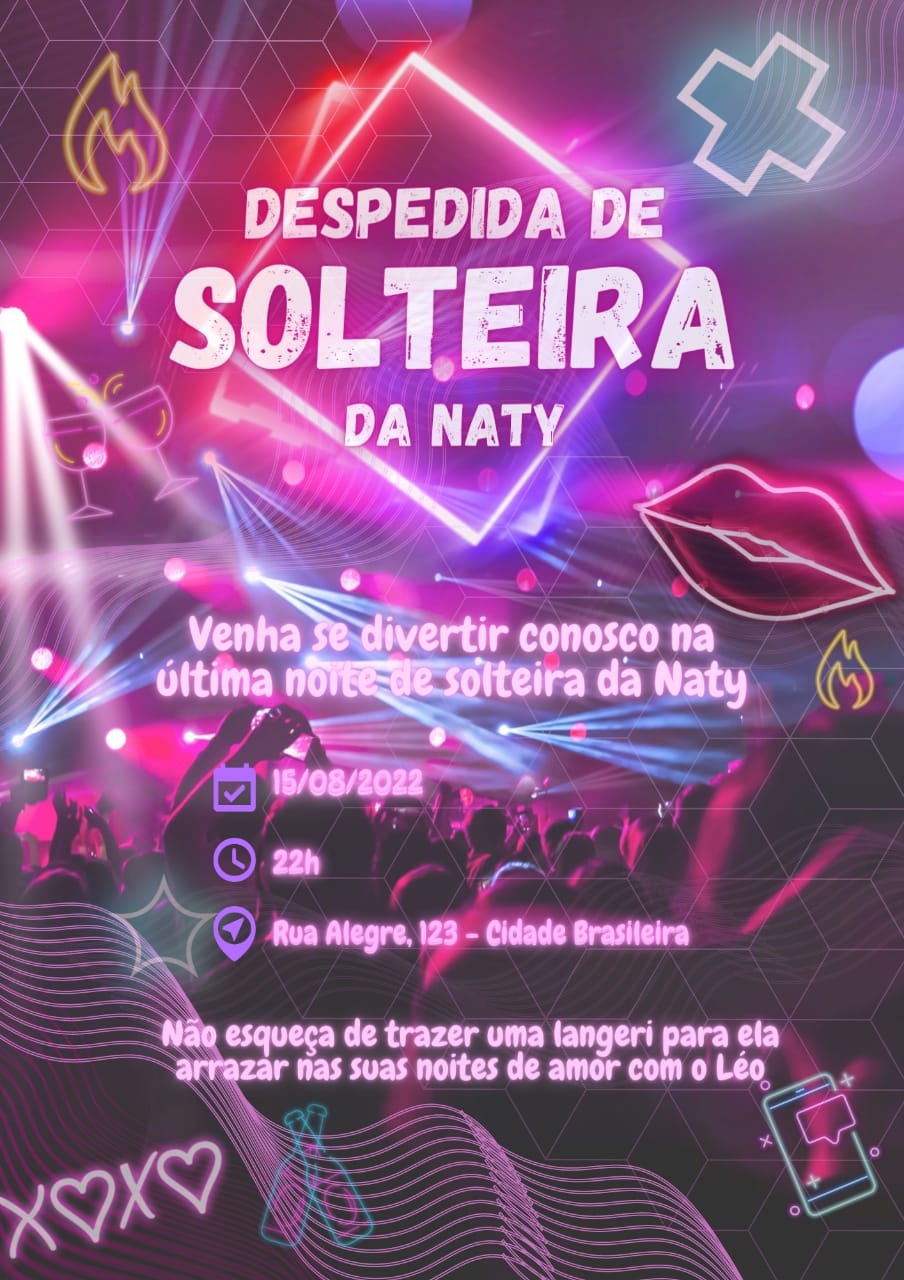 DESPEDIDA DE
SOLTEIRA
DA NATY
Venha se divertir conosco na
última noite de solteira da Naty
15/08/2022
22h
Rua Alegre, 123 - Cidade Brasileira
Não esqueça de trazer uma langeri para ela
arrazar nas suas noites de amor com o Léo
XOXO